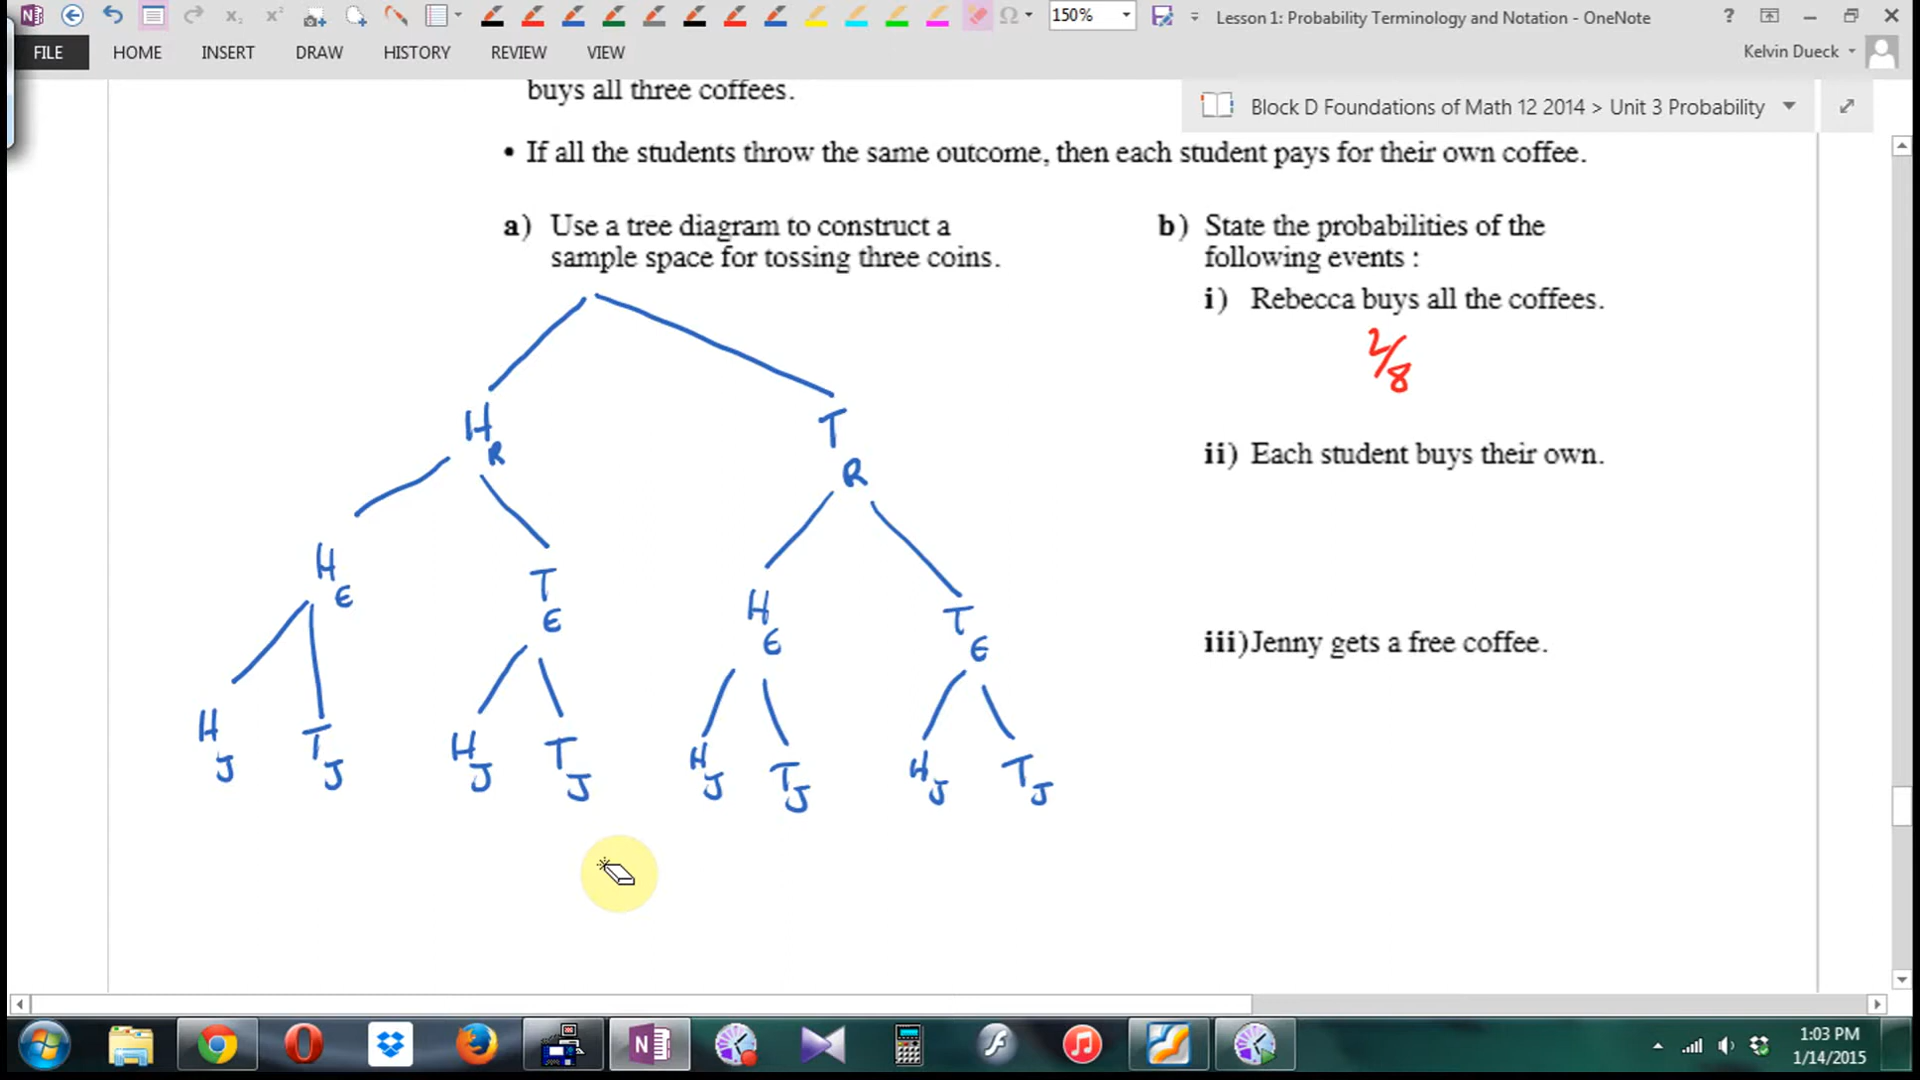 Lesson 1: Probability Terminology and Notation - OneNote
150%
FILE HOME INSERT DRAW HISTORY REVIEW VIEW
Kelvin Dueck
buys all three coffees.
Block D Foundations of Math 12 2014 > Unit 3 Probability
• If all the students throw the same outcome, then each student pays for their own coffee.
a) Use a tree diagram to construct a
sample space for tossing three coins.
b) State the probabilities of the
following events :
i) Rebecca buys all the coffees.
2/8
ii) Each student buys their own.
iii) Jenny gets a free coffee.
H T
R R
H T H T
E E E E
H T H T H T H T
J J J J J J J J
1:03 PM
1/14/2015